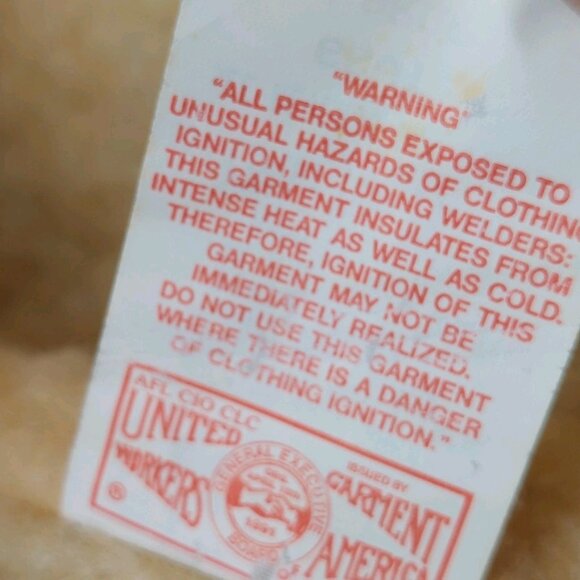 "WARNING"
"ALL PERSONS EXPOSED TO
UNUSUAL HAZARDS OF CLOTHING
IGNITION, INCLUDING WELDERS:
THIS GARMENT INSULATES FROM
INTENSE HEAT AS WELL AS COLD.
THEREFORE, IGNITION OF THIS
GARMENT MAY NOT BE
IMMEDIATELY REALIZED.
DO NOT USE THIS GARMENT
WHERE THERE IS A DANGER
OF CLOTHING IGNITION."
AFL CIO CLC
UNITED
WORKERS
®
GENERAL EXECUTIVE
BOARD
1891
ISSUED BY
GARMENT
OF AMERICA